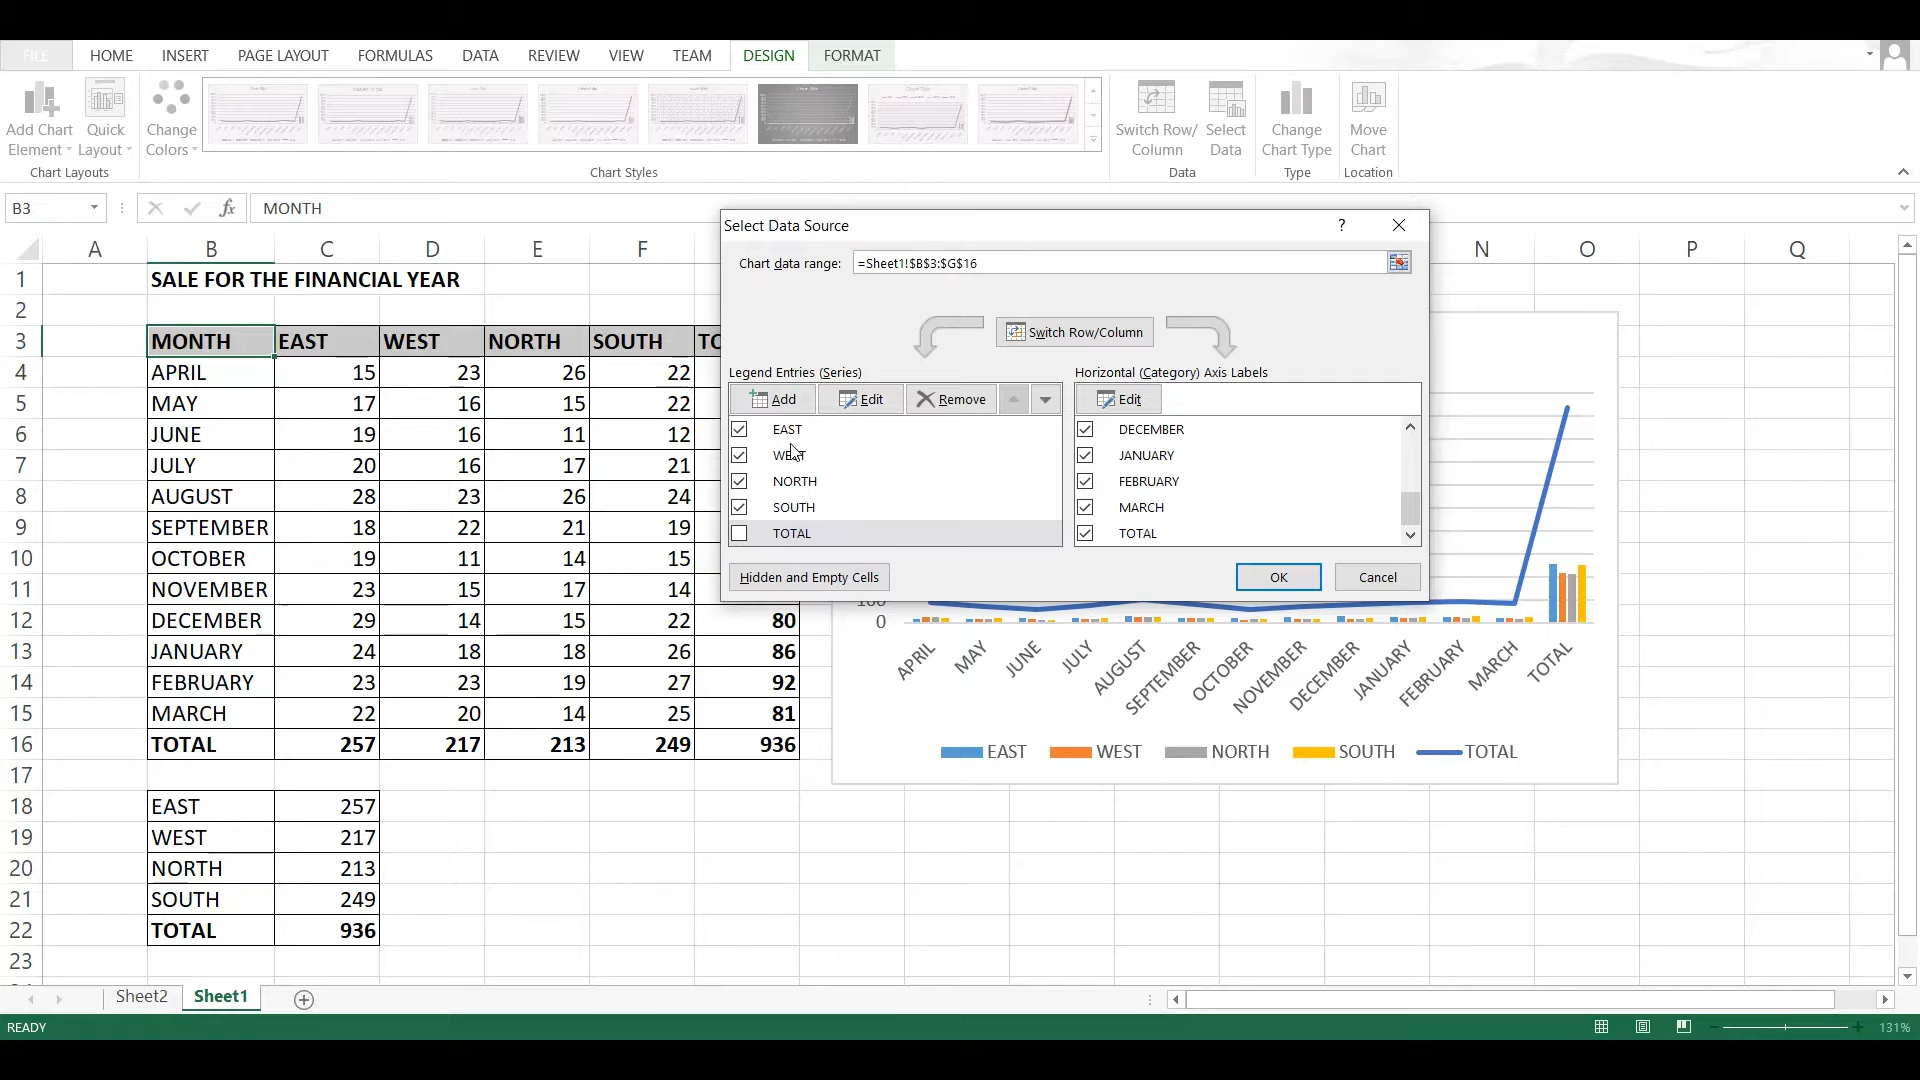 FILE HOME INSERT PAGE LAYOUT FORMULAS DATA REVIEW VIEW TEAM DESIGN FORMAT
Add Chart Element
Quick Layout
Change Colors
Switch Row/ Column
Select Data
Change Chart Type
Move Chart
Chart Layouts Chart Styles Data Type Location
B3 fx MONTH
A B C D E F N O P Q
1 SALE FOR THE FINANCIAL YEAR
2
3 MONTH EAST WEST NORTH SOUTH TO
4 APRIL 15 23 26 22
5 MAY 17 16 15 22
6 JUNE 19 16 11 12
7 JULY 20 16 17 21
8 AUGUST 28 23 26 24
9 SEPTEMBER 18 22 21 19
10 OCTOBER 19 11 14 15
11 NOVEMBER 23 15 17 14
12 DECEMBER 29 14 15 22 80
13 JANUARY 24 18 18 26 86
14 FEBRUARY 23 23 19 27 92
15 MARCH 22 20 14 25 81
16 TOTAL 257 217 213 249 936
17
18 EAST 257
19 WEST 217
20 NORTH 213
21 SOUTH 249
22 TOTAL 936
23
Select Data Source ?
Chart data range: =Sheet1!$B$3:$G$16
Switch Row/Column
Legend Entries (Series)
Add Edit Remove
EAST
WEST
NORTH
SOUTH
TOTAL
Horizontal (Category) Axis Labels
Edit
DECEMBER
JANUARY
FEBRUARY
MARCH
TOTAL
Hidden and Empty Cells OK Cancel
100
0
APRIL MAY JUNE JULY AUGUST SEPTEMBER OCTOBER NOVEMBER DECEMBER JANUARY FEBRUARY MARCH TOTAL
EAST WEST NORTH SOUTH TOTAL
Sheet2 Sheet1
READY 131%